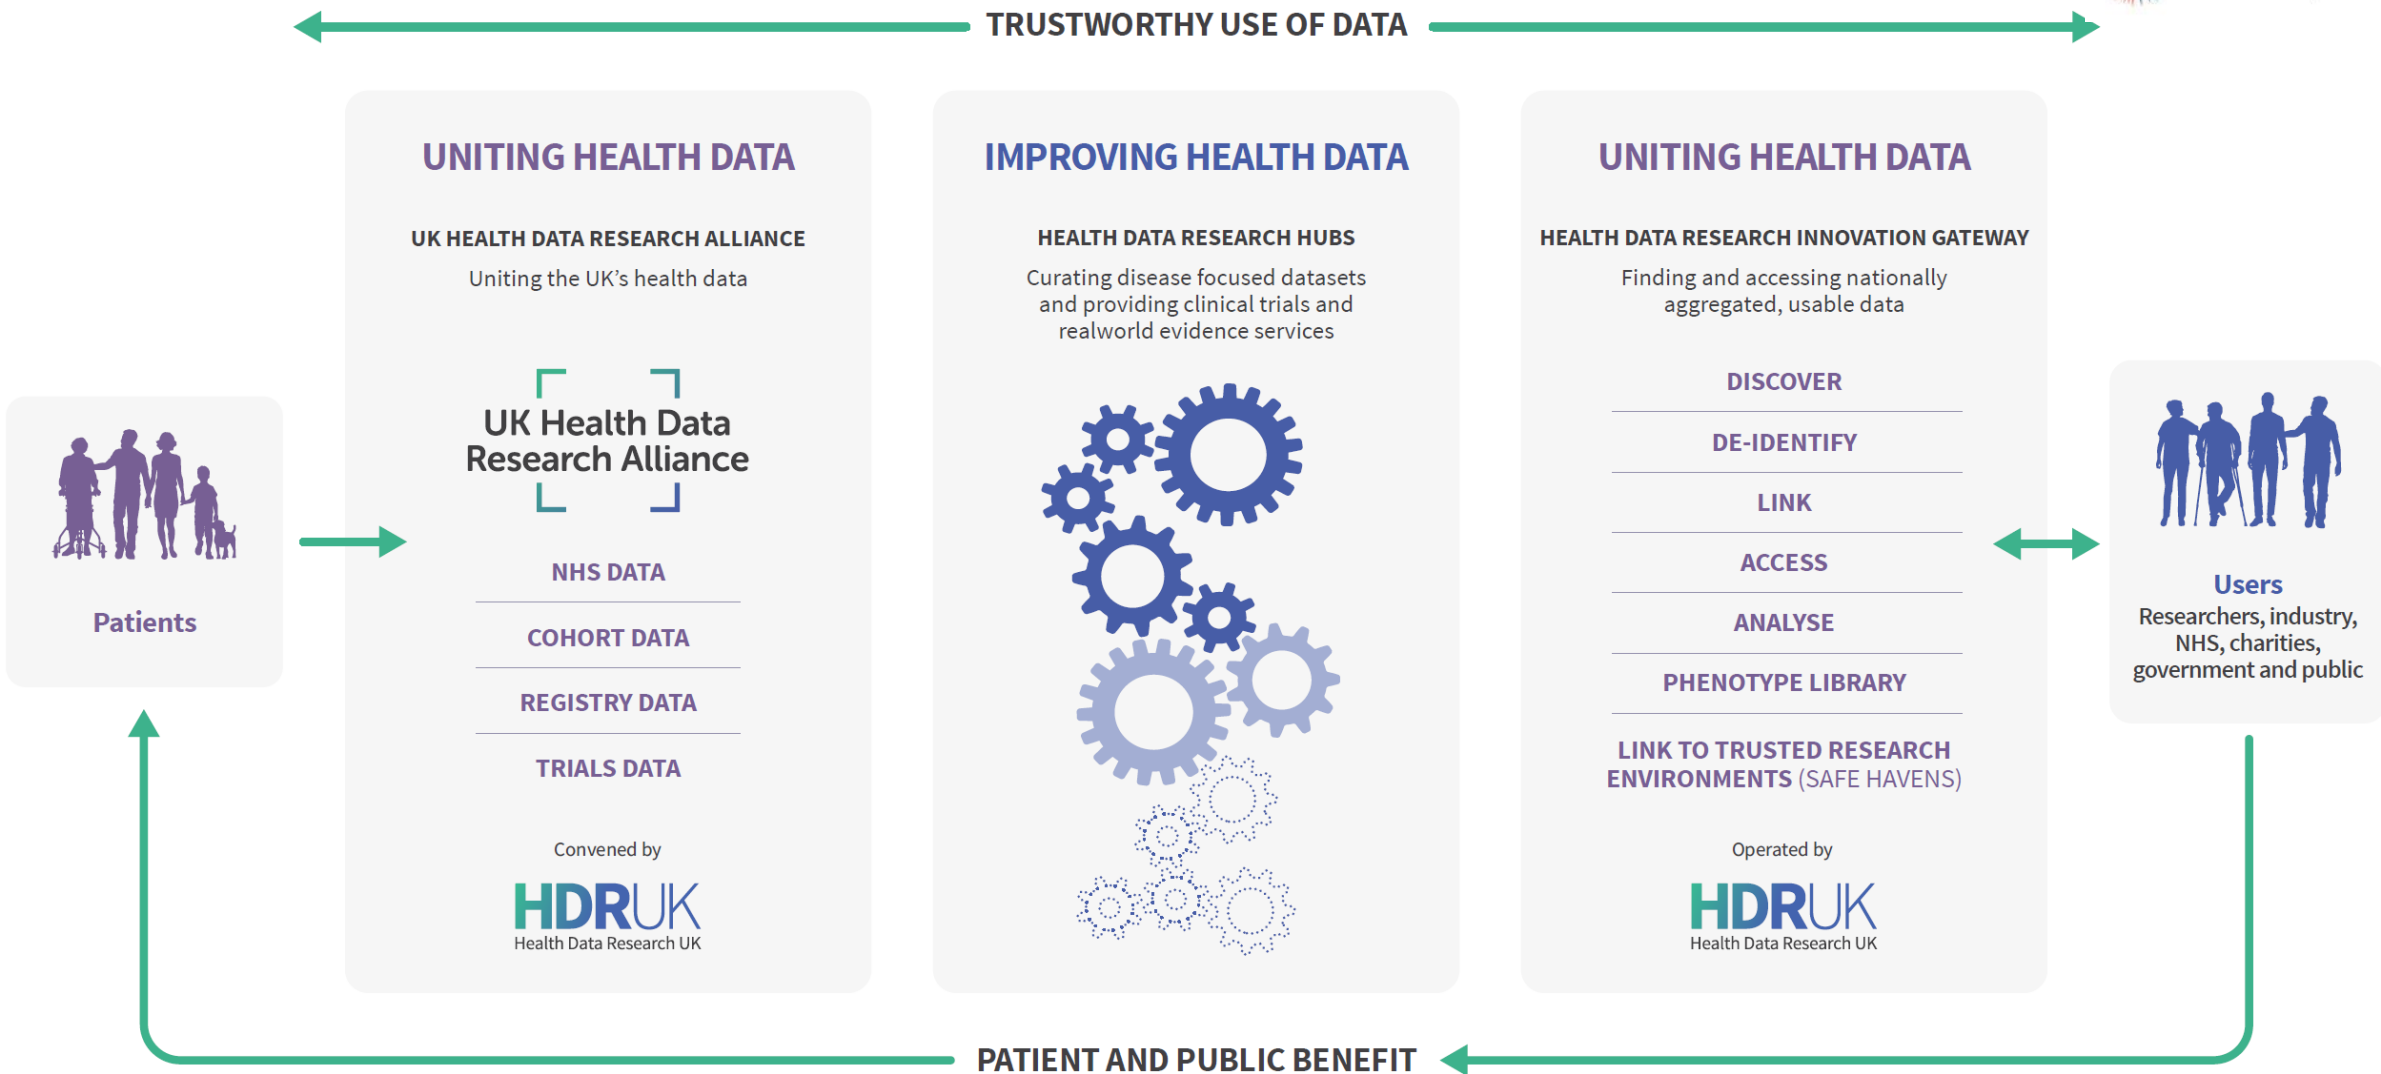 TRUSTWORTHY USE OF DATA
Patients
UNITING HEALTH DATA
UK HEALTH DATA RESEARCH ALLIANCE
Uniting the UK’s health data
UK Health Data
Research Alliance
NHS DATA
COHORT DATA
REGISTRY DATA
TRIALS DATA
Convened by
HDRUK
Health Data Research UK
IMPROVING HEALTH DATA
HEALTH DATA RESEARCH HUBS
Curating disease focused datasets
and providing clinical trials and
realworld evidence services
UNITING HEALTH DATA
HEALTH DATA RESEARCH INNOVATION GATEWAY
Finding and accessing nationally
aggregated, usable data
DISCOVER
DE-IDENTIFY
LINK
ACCESS
ANALYSE
PHENOTYPE LIBRARY
LINK TO TRUSTED RESEARCH
ENVIRONMENTS (SAFE HAVENS)
Operated by
HDRUK
Health Data Research UK
Users
Researchers, industry,
NHS, charities,
government and public
PATIENT AND PUBLIC BENEFIT